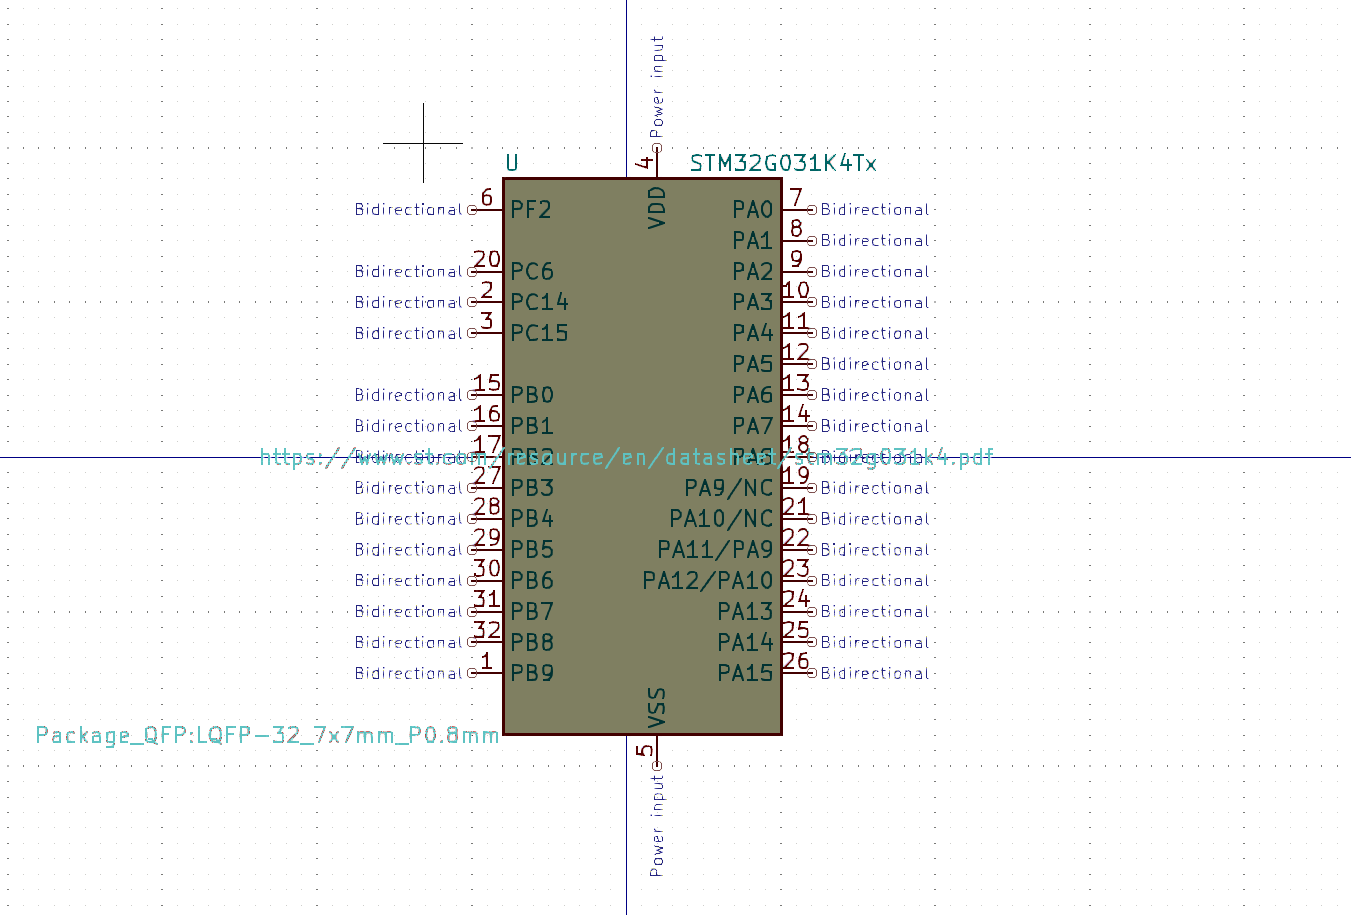 Power input
U 4 STM32G031K4Tx
VDD
Bidirectional 6 PF2 PA0 7 Bidirectional
PA1 8 Bidirectional
Bidirectional 20 PC6 PA2 9 Bidirectional
Bidirectional 2 PC14 PA3 10 Bidirectional
Bidirectional 3 PC15 PA4 11 Bidirectional
PA5 12 Bidirectional
Bidirectional 15 PB0 PA6 13 Bidirectional
Bidirectional 16 PB1 PA7 14 Bidirectional
Bidirectional 17 PB2 PA8 18 Bidirectional
https://www.st.com/resource/en/datasheet/stm32g031k4.pdf
Bidirectional 27 PB3 PA9/NC 19 Bidirectional
Bidirectional 28 PB4 PA10/NC 21 Bidirectional
Bidirectional 29 PB5 PA11/PA9 22 Bidirectional
Bidirectional 30 PB6 PA12/PA10 23 Bidirectional
Bidirectional 31 PB7 PA13 24 Bidirectional
Bidirectional 32 PB8 PA14 25 Bidirectional
Bidirectional 1 PB9 PA15 26 Bidirectional
VSS
Package_QFP:LQFP-32_7x7mm_P0.8mm
5
Power input